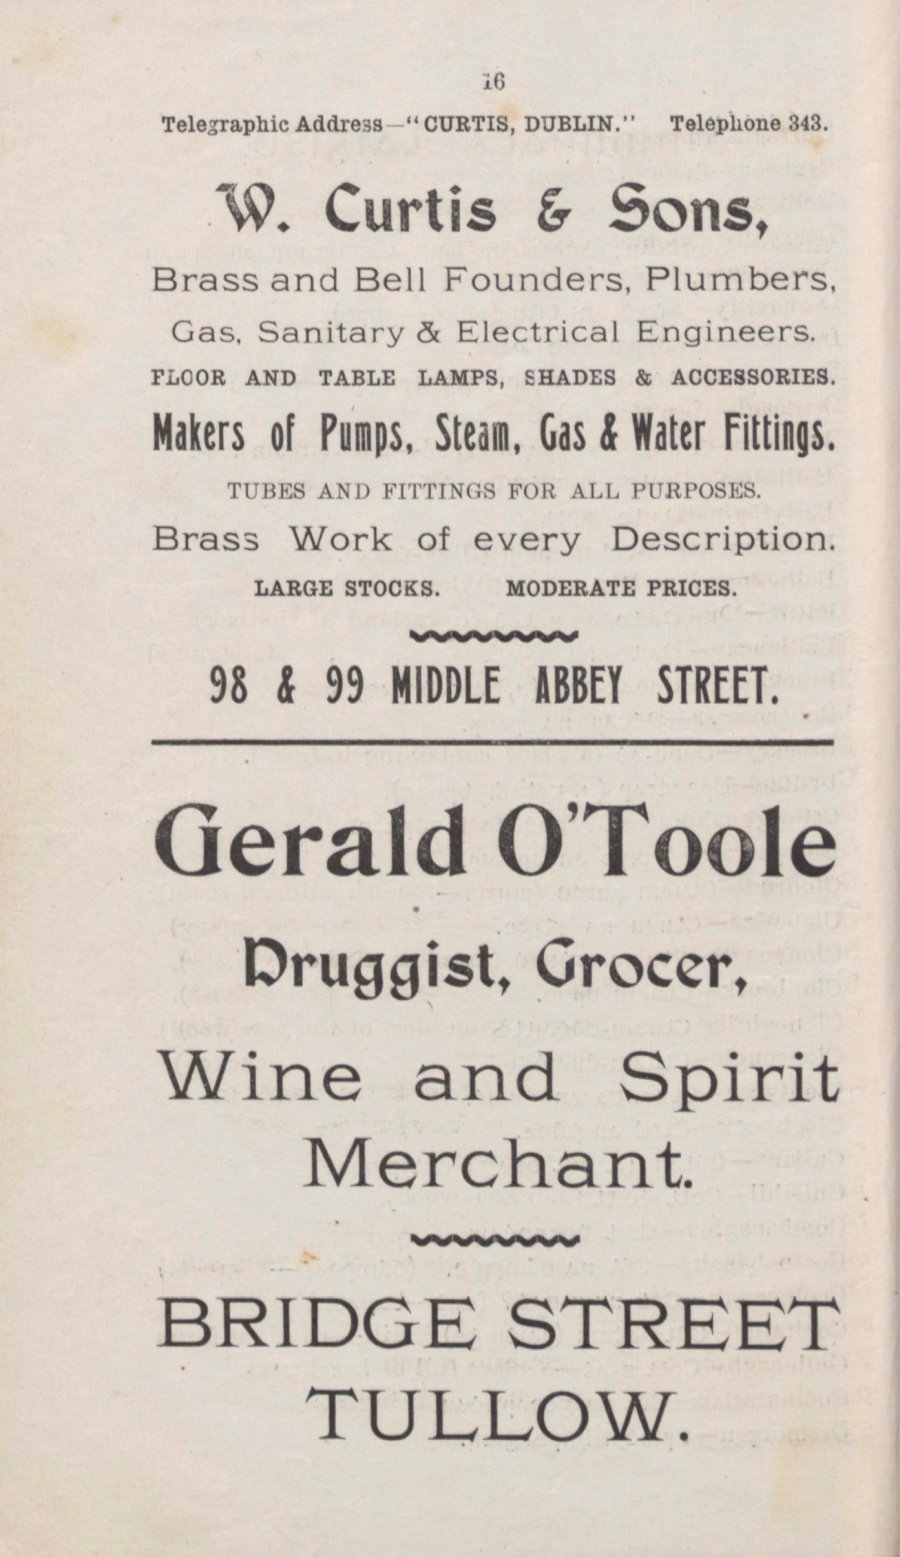 16
Telegraphic Address—"CURTIS, DUBLIN." Telephone 343.
W. Curtis & Sons,
Brass and Bell Founders, Plumbers,
Gas, Sanitary & Electrical Engineers.
FLOOR AND TABLE LAMPS, SHADES & ACCESSORIES.
Makers of Pumps, Steam, Gas & Water Fittings.
TUBES AND FITTINGS FOR ALL PURPOSES.
Brass Work of every Description.
LARGE STOCKS. MODERATE PRICES.
98 & 99 MIDDLE ABBEY STREET.
Gerald O'Toole
Druggist, Grocer,
Wine and Spirit
Merchant.
BRIDGE STREET
TULLOW.